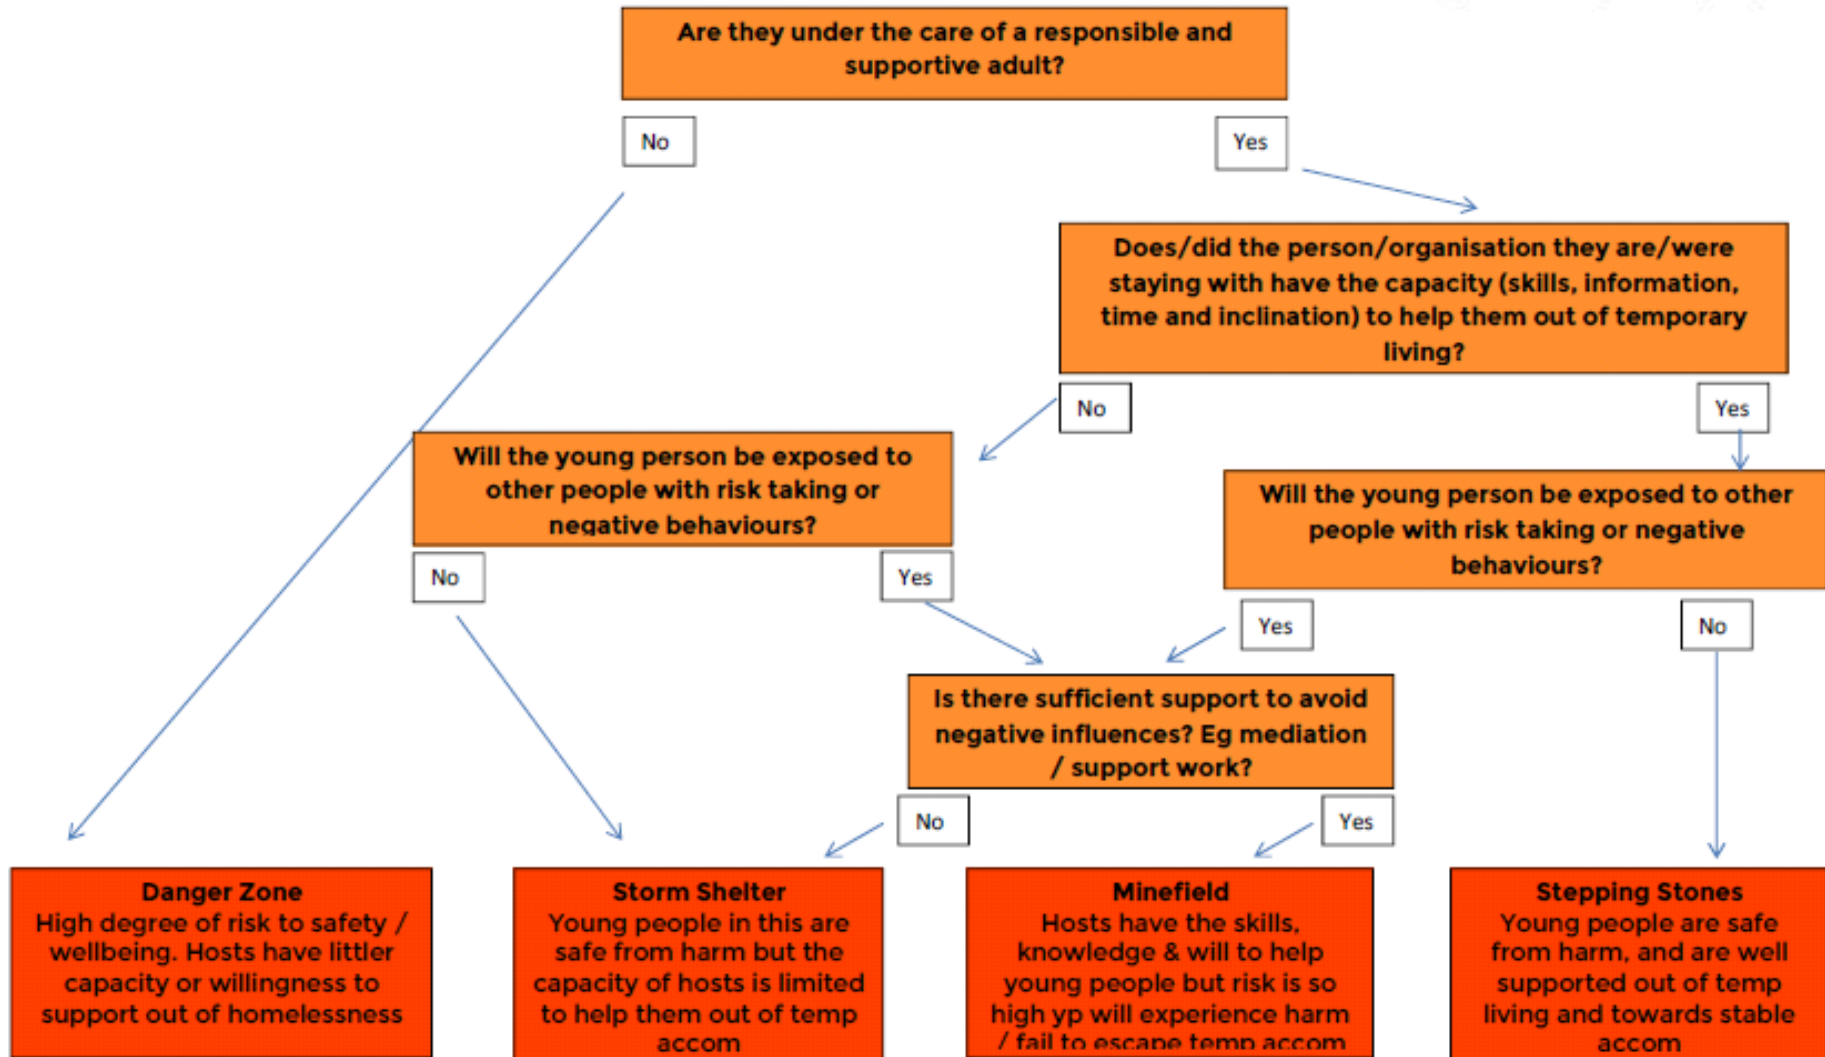 Are they under the care of a responsible and
supportive adult?
No
Yes
Does/did the person/organisation they are/were
staying with have the capacity (skills, information,
time and inclination) to help them out of temporary
living?
No
Yes
Will the young person be exposed to
other people with risk taking or
negative behaviours?
No
Yes
Will the young person be exposed to other
people with risk taking or negative
behaviours?
Yes
No
Is there sufficient support to avoid
negative influences? Eg mediation
/ support work?
No
Yes
Danger Zone
High degree of risk to safety /
wellbeing. Hosts have littler
capacity or willingness to
support out of homelessness
Storm Shelter
Young people in this are
safe from harm but the
capacity of hosts is limited
to help them out of temp
accom
Minefield
Hosts have the skills,
knowledge & will to help
young people but risk is so
high yp will experience harm
/ fail to escape temp accom
Stepping Stones
Young people are safe
from harm, and are well
supported out of temp
living and towards stable
accom